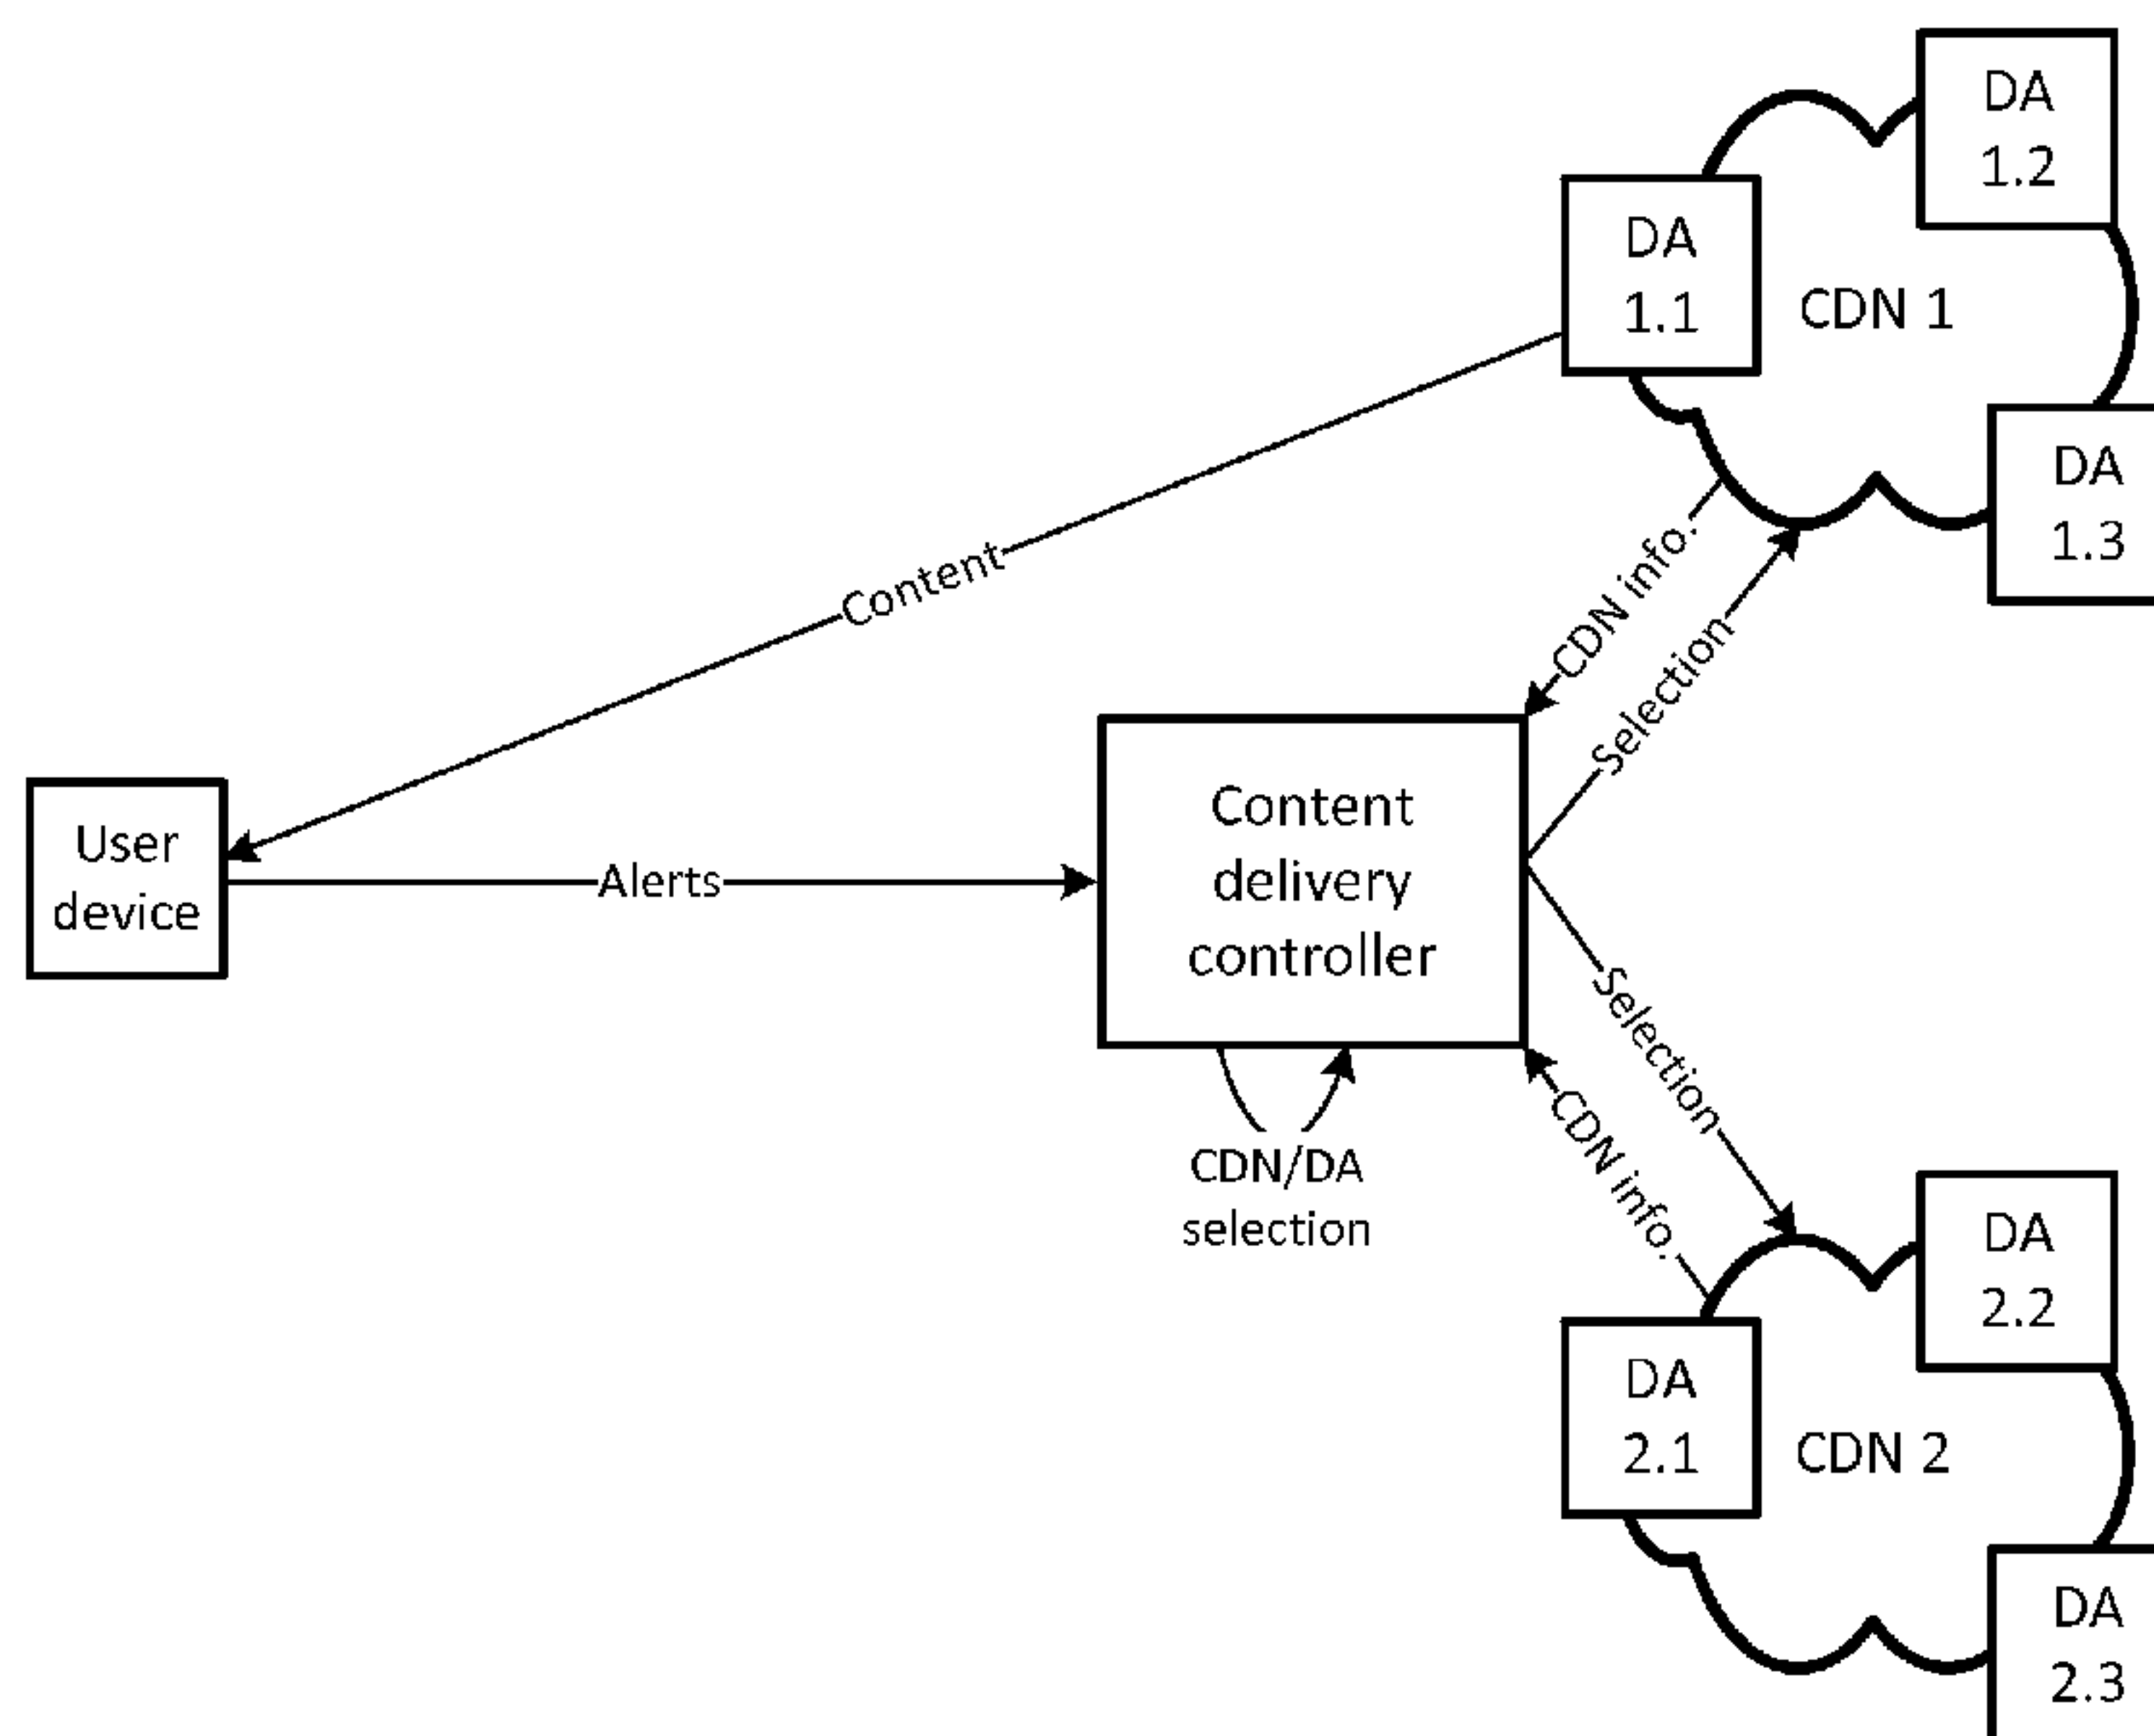 DA
1.2
DA
1.1
CDN 1
DA
1.3
Content
CDN info.
Selection
User
device
Alerts
Content
delivery
controller
Selection
CDN info.
CDN/DA
selection
DA
2.2
DA
2.1
CDN 2
DA
2.3